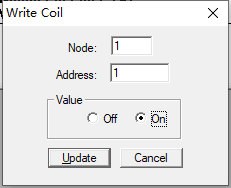 Write Coil
Node: 1
Address: 1
Value
Off On
Update Cancel